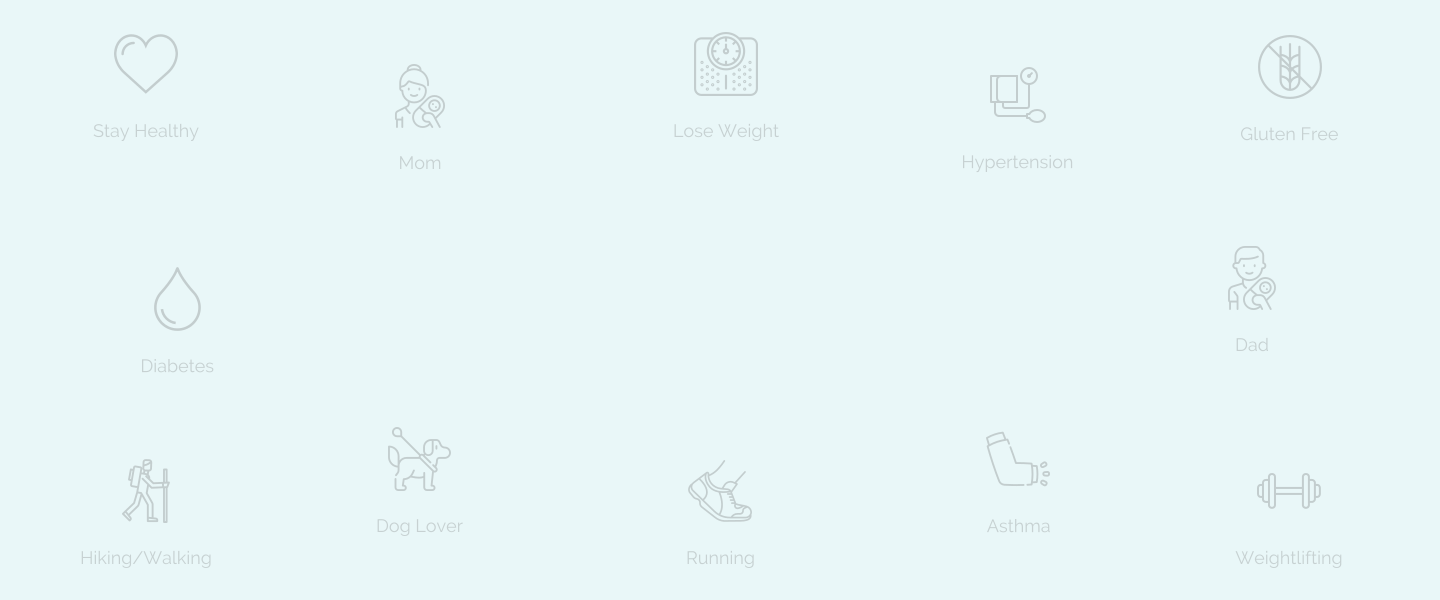 Stay Healthy
Mom
Lose Weight
Hypertension
Gluten Free
Diabetes
Dad
Hiking/Walking
Dog Lover
Running
Asthma
Weightlifting